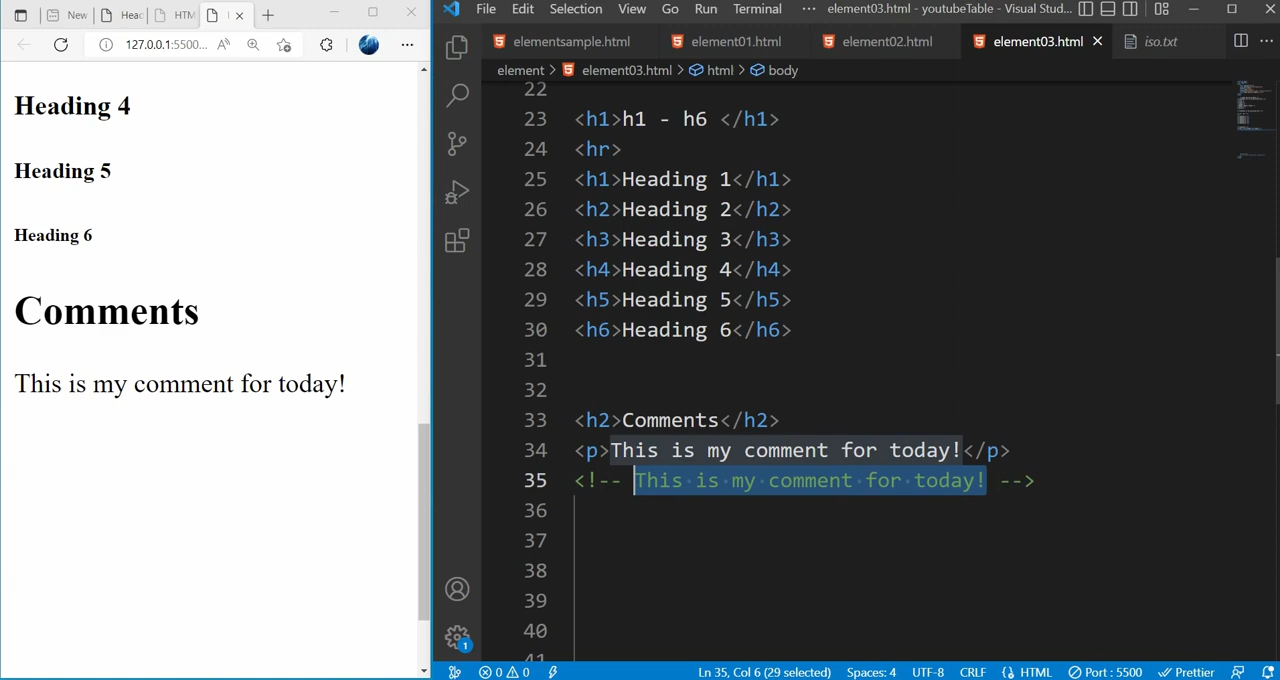 New
Head
HTM
127.0.0.1:5500...
Heading 4
Heading 5
Heading 6
Comments
This is my comment for today!
File Edit Selection View Go Run Terminal ··· element03.html - youtubeTable - Visual Stud...
elementsample.html element01.html element02.html element03.html iso.txt
element > element03.html > html > body
22
23 <h1>h1 - h6 </h1>
24 <hr>
25 <h1>Heading 1</h1>
26 <h2>Heading 2</h2>
27 <h3>Heading 3</h3>
28 <h4>Heading 4</h4>
29 <h5>Heading 5</h5>
30 <h6>Heading 6</h6>
31
32
33 <h2>Comments</h2>
34 <p>This is my comment for today!</p>
35 <!-- This is my comment for today! -->
36
37
38
39
40
41
1
0 0 Ln 35, Col 6 (29 selected) Spaces: 4 UTF-8 CRLF {} HTML Port : 5500 Prettier